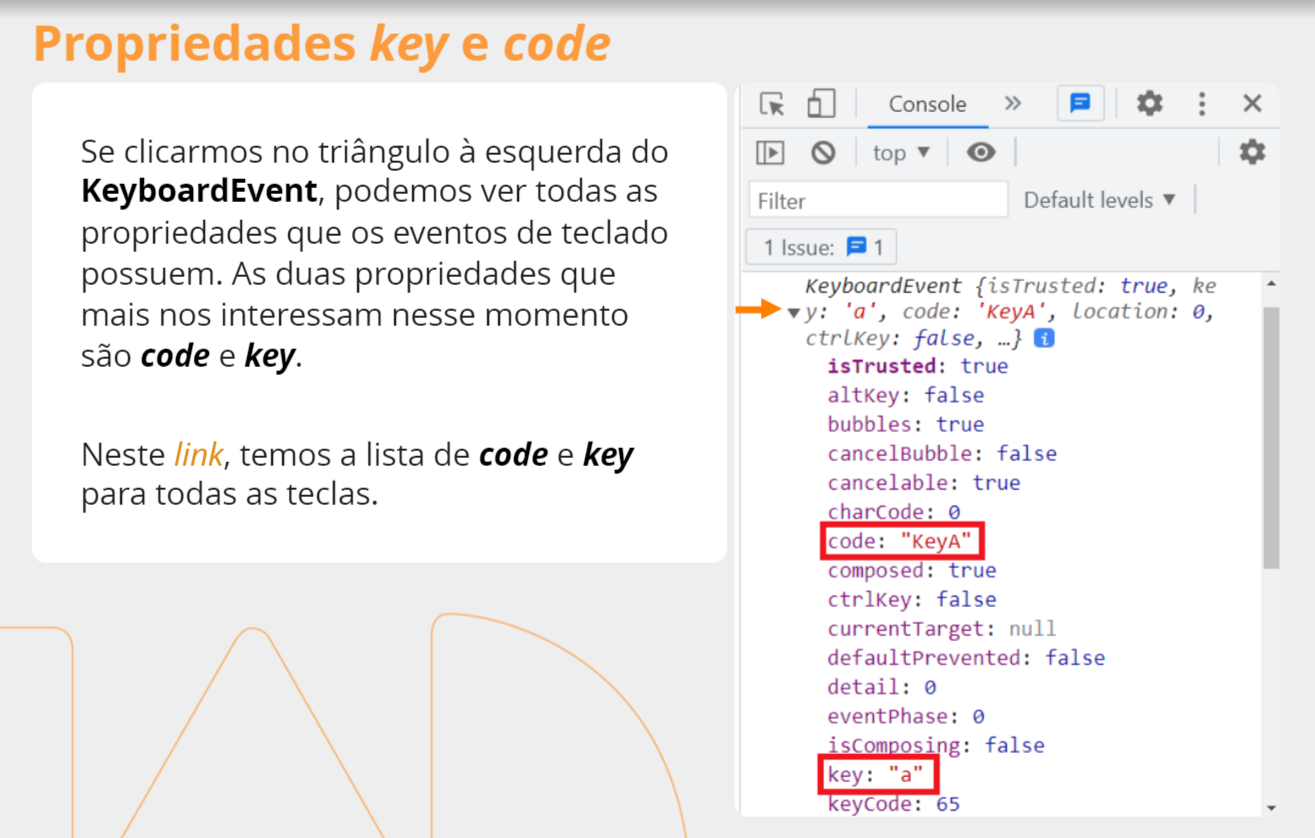 Propriedades key e code
Se clicarmos no triângulo à esquerda do
KeyboardEvent, podemos ver todas as
propriedades que os eventos de teclado
possuem. As duas propriedades que
mais nos interessam nesse momento
são code e key.
Neste link, temos a lista de code e key
para todas as teclas.
Console
top
Filter
Default levels
1 Issue: 1
KeyboardEvent {isTrusted: true, ke
y: 'a', code: 'KeyA', location: 0,
ctrlKey: false, …} i
isTrusted: true
altKey: false
bubbles: true
cancelBubble: false
cancelable: true
charCode: 0
code: "KeyA"
composed: true
ctrlKey: false
currentTarget: null
defaultPrevented: false
detail: 0
eventPhase: 0
isComposing: false
key: "a"
keyCode: 65